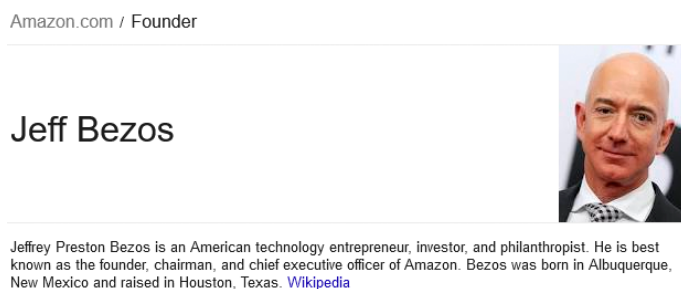 Amazon.com / Founder
Jeff Bezos
Jeffrey Preston Bezos is an American technology entrepreneur, investor, and philanthropist. He is best
known as the founder, chairman, and chief executive officer of Amazon. Bezos was born in Albuquerque,
New Mexico and raised in Houston, Texas. Wikipedia